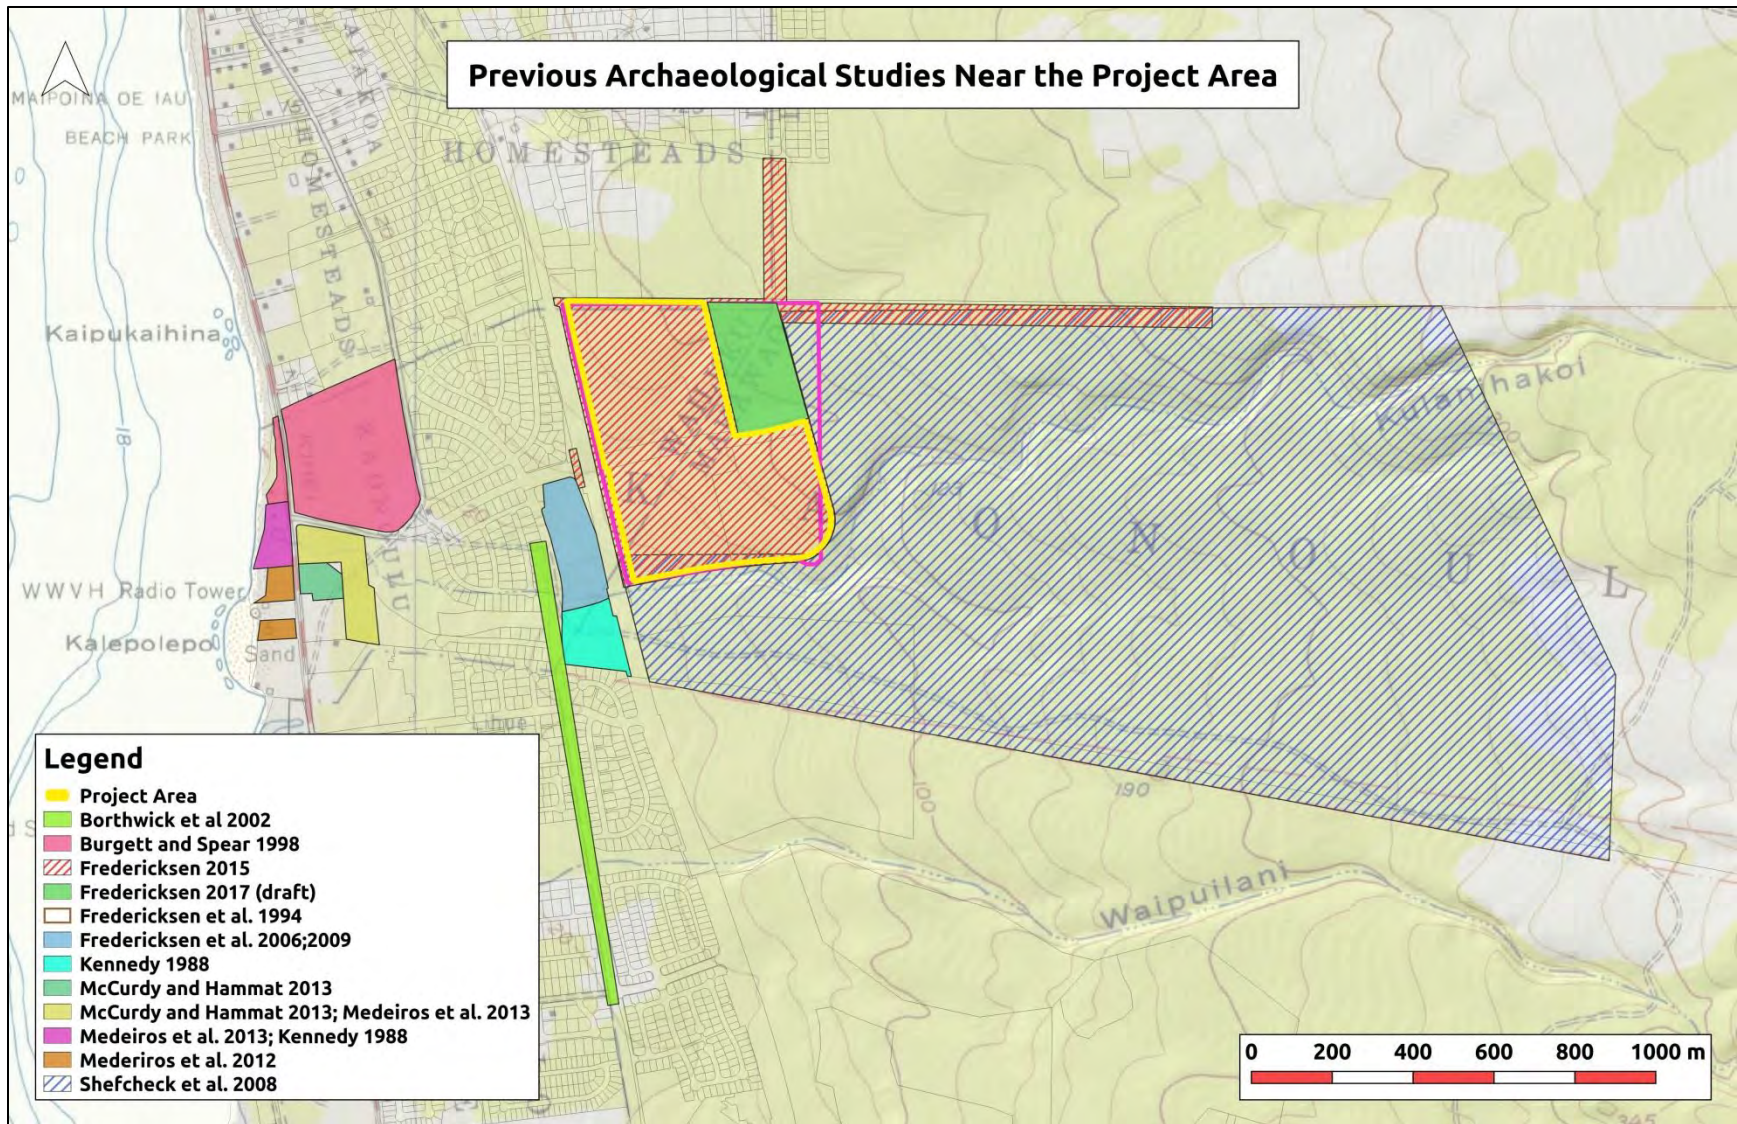 Previous Archaeological Studies Near the Project Area
MAIPOINA OE IAU
BEACH PARK
HOMESTEADS
HOMESTEADS
Kaipukaihina
Kulanihakoi
KAONOULU
WWVH Radio Tower
Kalepolepo
Sand
Lihue
Waipuilani
100
190
345
Legend
Project Area
Borthwick et al 2002
Burgett and Spear 1998
Fredericksen 2015
Fredericksen 2017 (draft)
Fredericksen et al. 1994
Fredericksen et al. 2006;2009
Kennedy 1988
McCurdy and Hammat 2013
McCurdy and Hammat 2013; Medeiros et al. 2013
Medeiros et al. 2013; Kennedy 1988
Mederiros et al. 2012
Shefcheck et al. 2008
0 200 400 600 800 1000 m